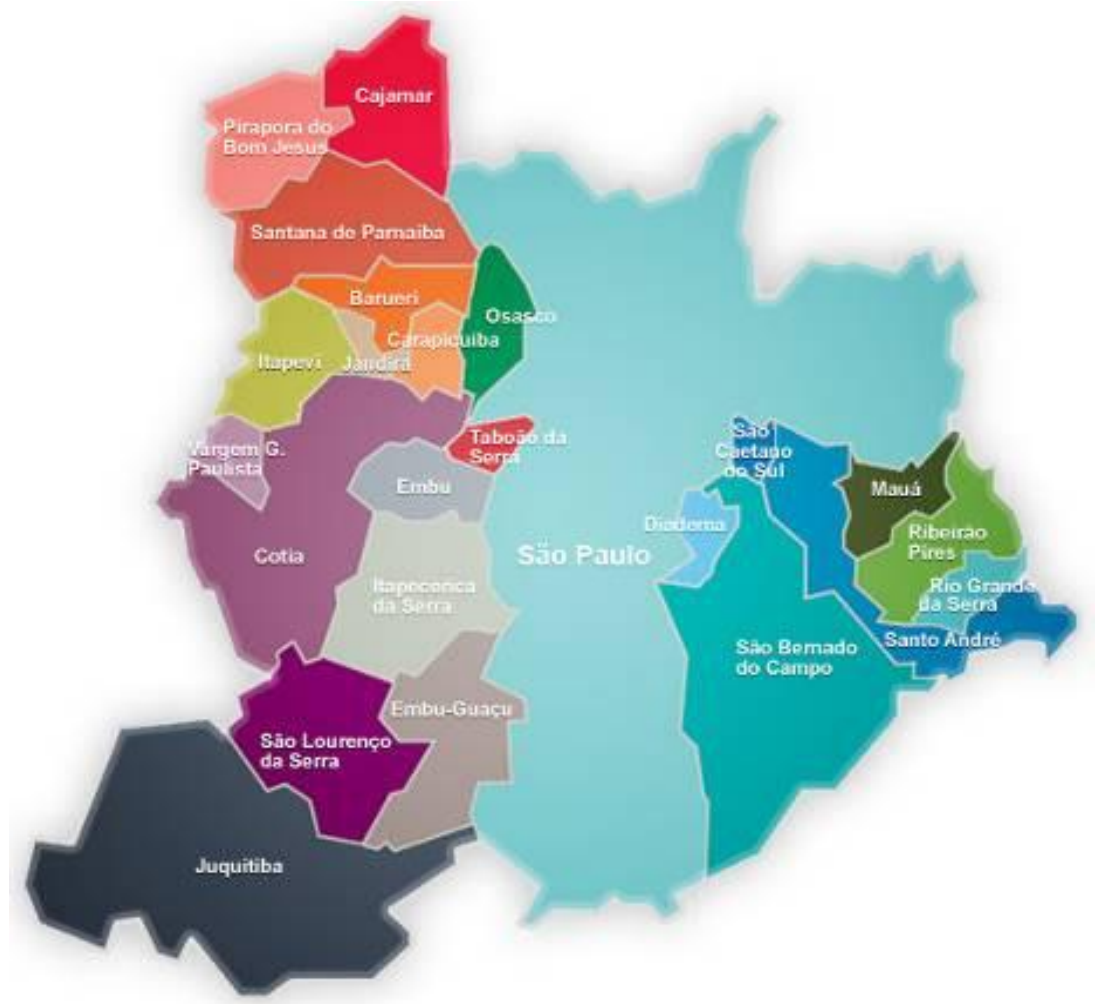 Cajamar
Pirapora do
Bom Jesus
Santana de Parnaiba
Barueri
Osasco
Carapicuiba
Itapevi
Jandira
Taboão da
Serra
São
Caetano
do Sul
Vargem G.
Paulista
Embu
Mauá
Diadema
Ribeirão
Pires
São Paulo
Cotia
Itapecerica
da Serra
Rio Grande
da Serra
Santo André
São Bernado
do Campo
Embu-Guaçu
São Lourenço
da Serra
Juquitiba